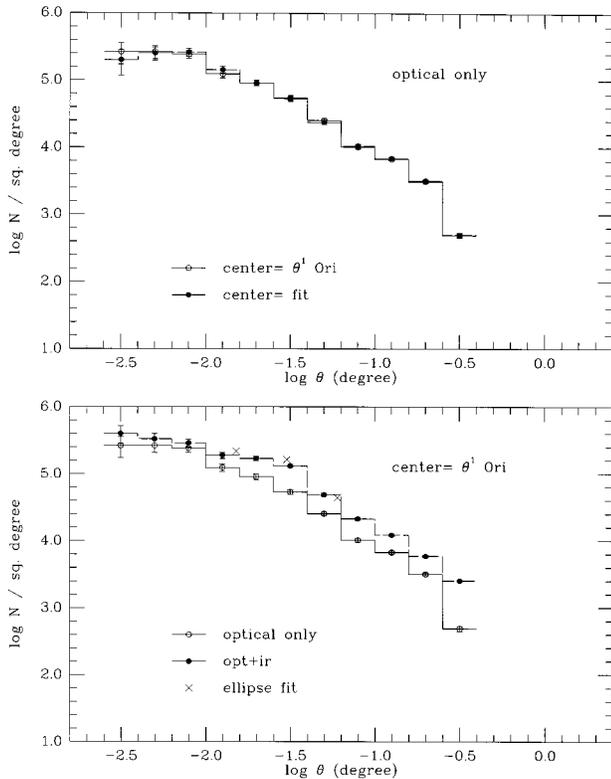 6.0
5.0
4.0
3.0
2.0
1.0
log N / sq. degree
optical only
center= θ¹ Ori
center= fit
−2.5 −2.0 −1.5 −1.0 −0.5 0.0
log θ (degree)
6.0
5.0
4.0
3.0
2.0
1.0
log N / sq. degree
center= θ¹ Ori
optical only
opt+ir
ellipse fit
−2.5 −2.0 −1.5 −1.0 −0.5 0.0
log θ (degree)